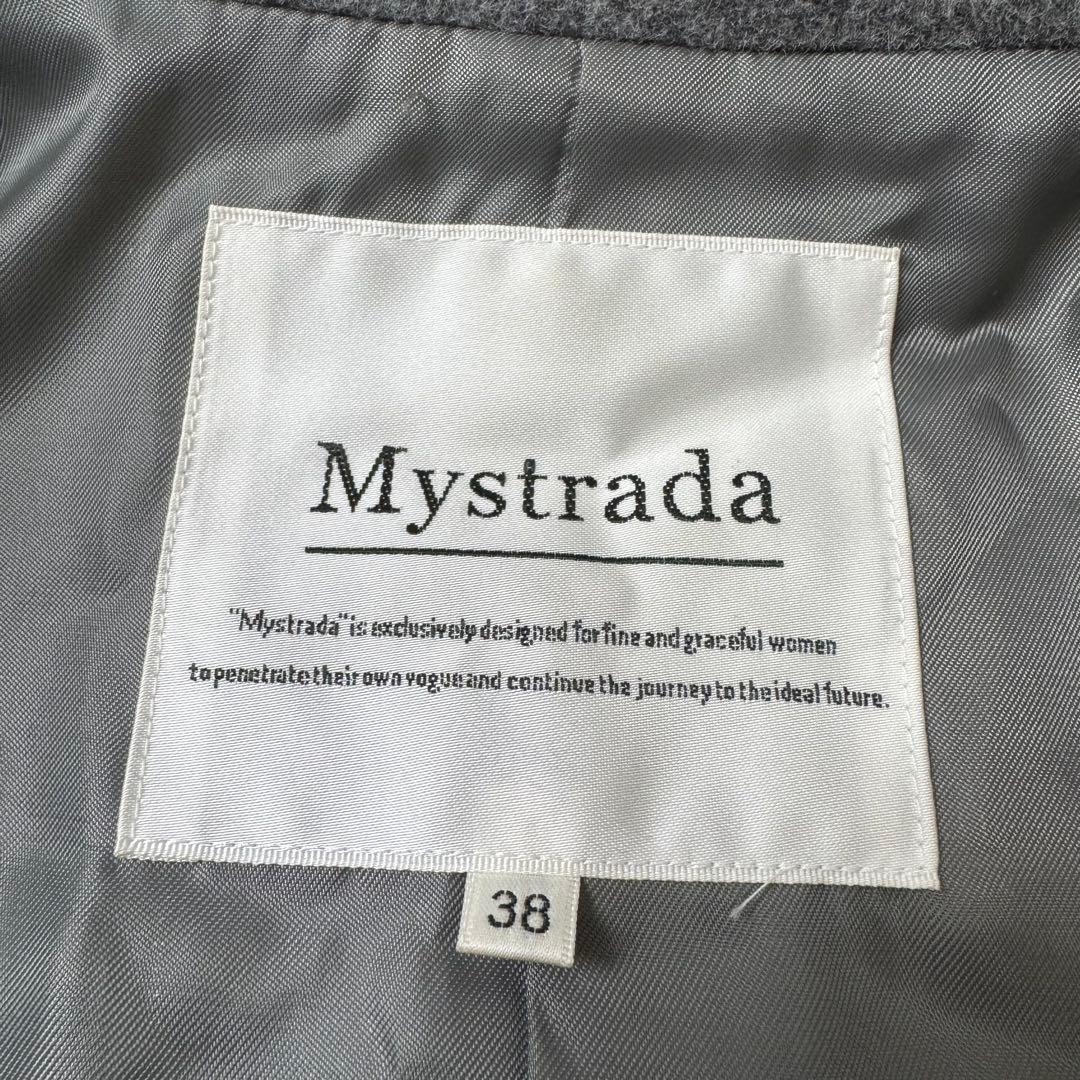 Mystrada
"Mystrada" is exclusively designed for fine and graceful women
to penetrate their own vogue and continue the journey to the ideal future.
38